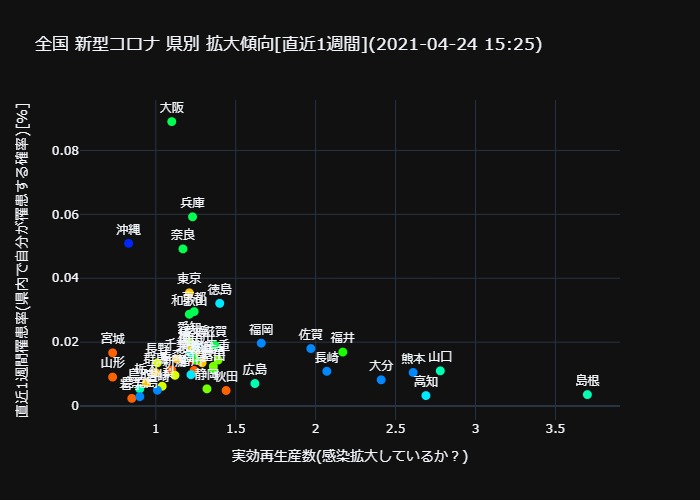 全国 新型コロナ 県別 拡大傾向[直近1週間](2021-04-24 15:25)
直近1週間罹患率(県内で自分が罹患する確率)[%]
大阪
0.08
兵庫
0.06
沖縄
奈良
0.04
東京
徳島
和歌山
0.02
宮城
福岡
佐賀
福井
山形
長崎
大分
熊本
山口
広島
静岡
秋田
高知
島根
0
1
1.5
2
2.5
3
3.5
実効再生産数(感染拡大しているか？)